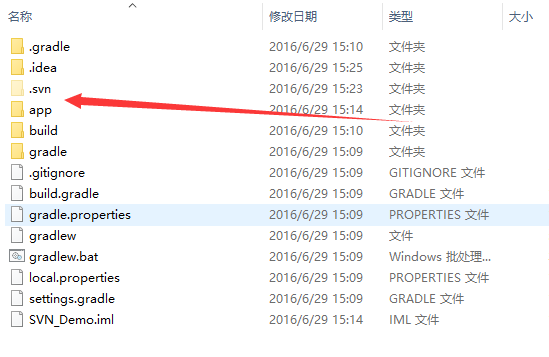 名称 修改日期 类型 大小
.gradle 2016/6/29 15:10 文件夹
.idea 2016/6/29 15:25 文件夹
.svn 2016/6/29 15:23 文件夹
app 2016/6/29 15:14 文件夹
build 2016/6/29 15:10 文件夹
gradle 2016/6/29 15:09 文件夹
.gitignore 2016/6/29 15:09 GITIGNORE 文件
build.gradle 2016/6/29 15:09 GRADLE 文件
gradle.properties 2016/6/29 15:09 PROPERTIES 文件
gradlew 2016/6/29 15:09 文件
gradlew.bat 2016/6/29 15:09 Windows 批处理...
local.properties 2016/6/29 15:09 PROPERTIES 文件
settings.gradle 2016/6/29 15:09 GRADLE 文件
SVN_Demo.iml 2016/6/29 15:14 IML 文件